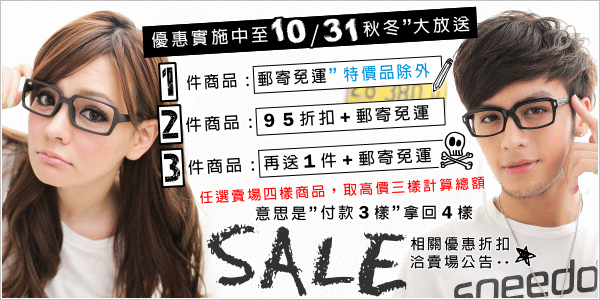 優惠實施中至10/31秋冬”大放送
1件商品：郵寄免運”特價品除外
2件商品：95折扣＋郵寄免運
3件商品：再送1件＋郵寄免運
任選賣場四樣商品，取高價三樣計算總額
意思是”付款3樣”拿回4樣
SALE
相關優惠折扣
洽賣場公告‥
speedo